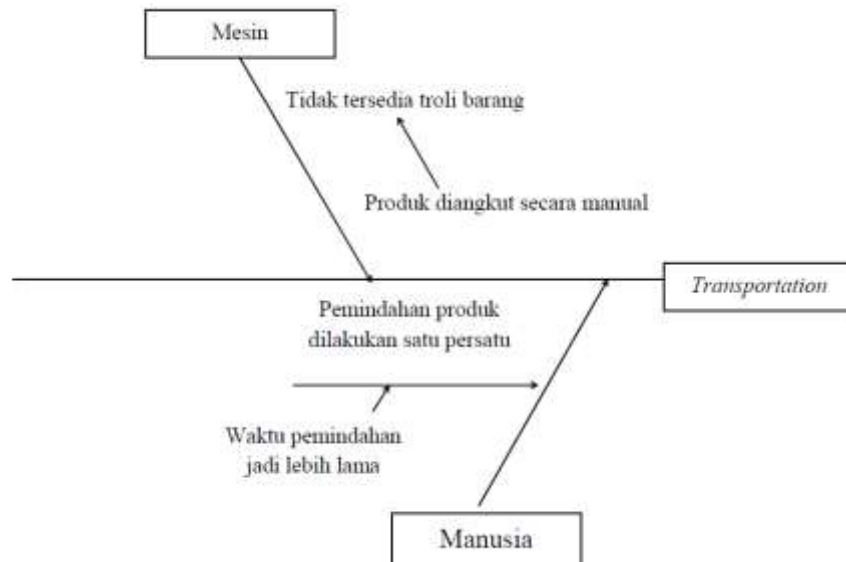 Mesin
Tidak tersedia troli barang
Produk diangkut secara manual
Transportation
Pemindahan produk
dilakukan satu persatu
Waktu pemindahan
jadi lebih lama
Manusia